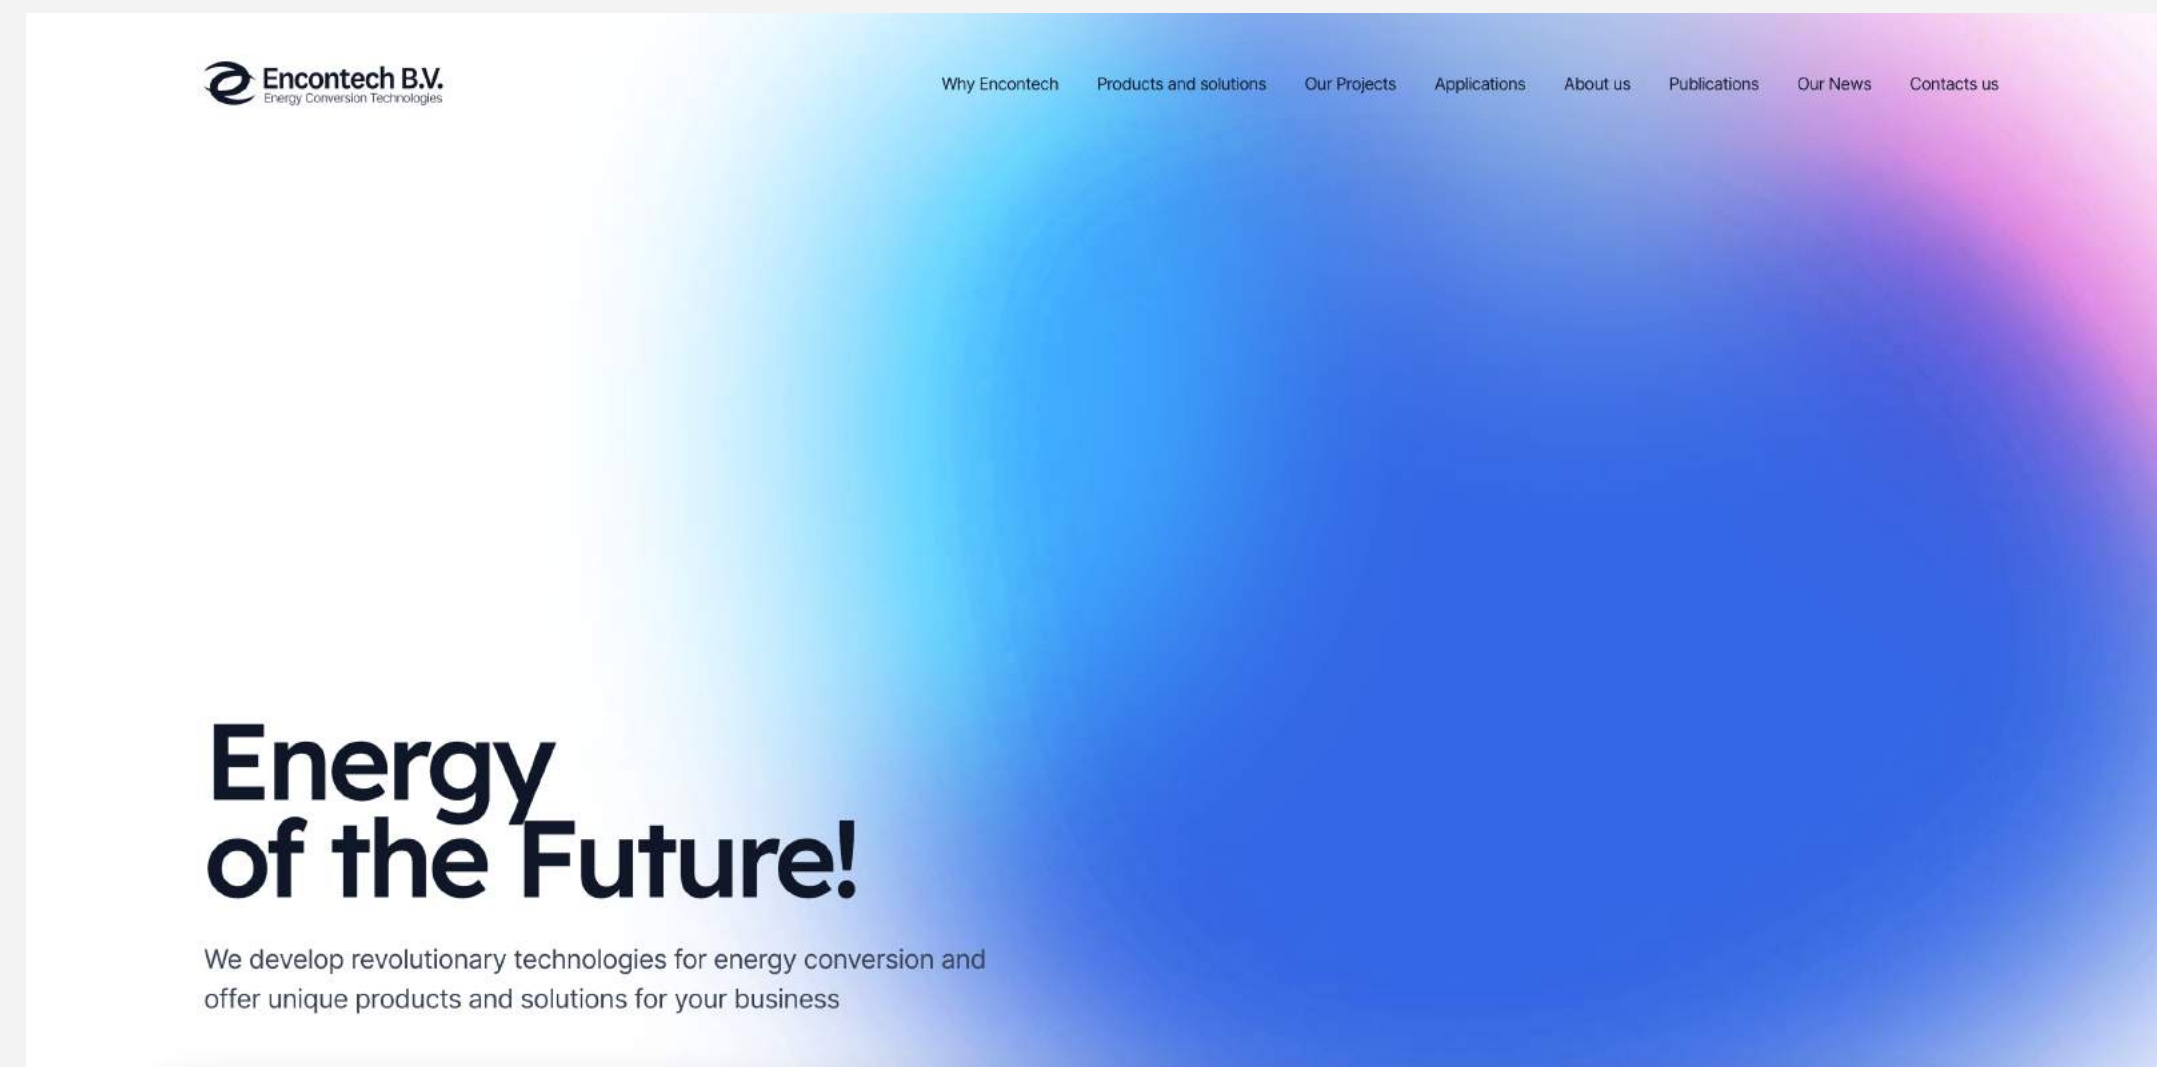 Encontech B.V.
Energy Conversion Technologies
Why Encontech
Products and solutions
Our Projects
Applications
About us
Publications
Our News
Contacts us
Energy
of the Future!
We develop revolutionary technologies for energy conversion and
offer unique products and solutions for your business